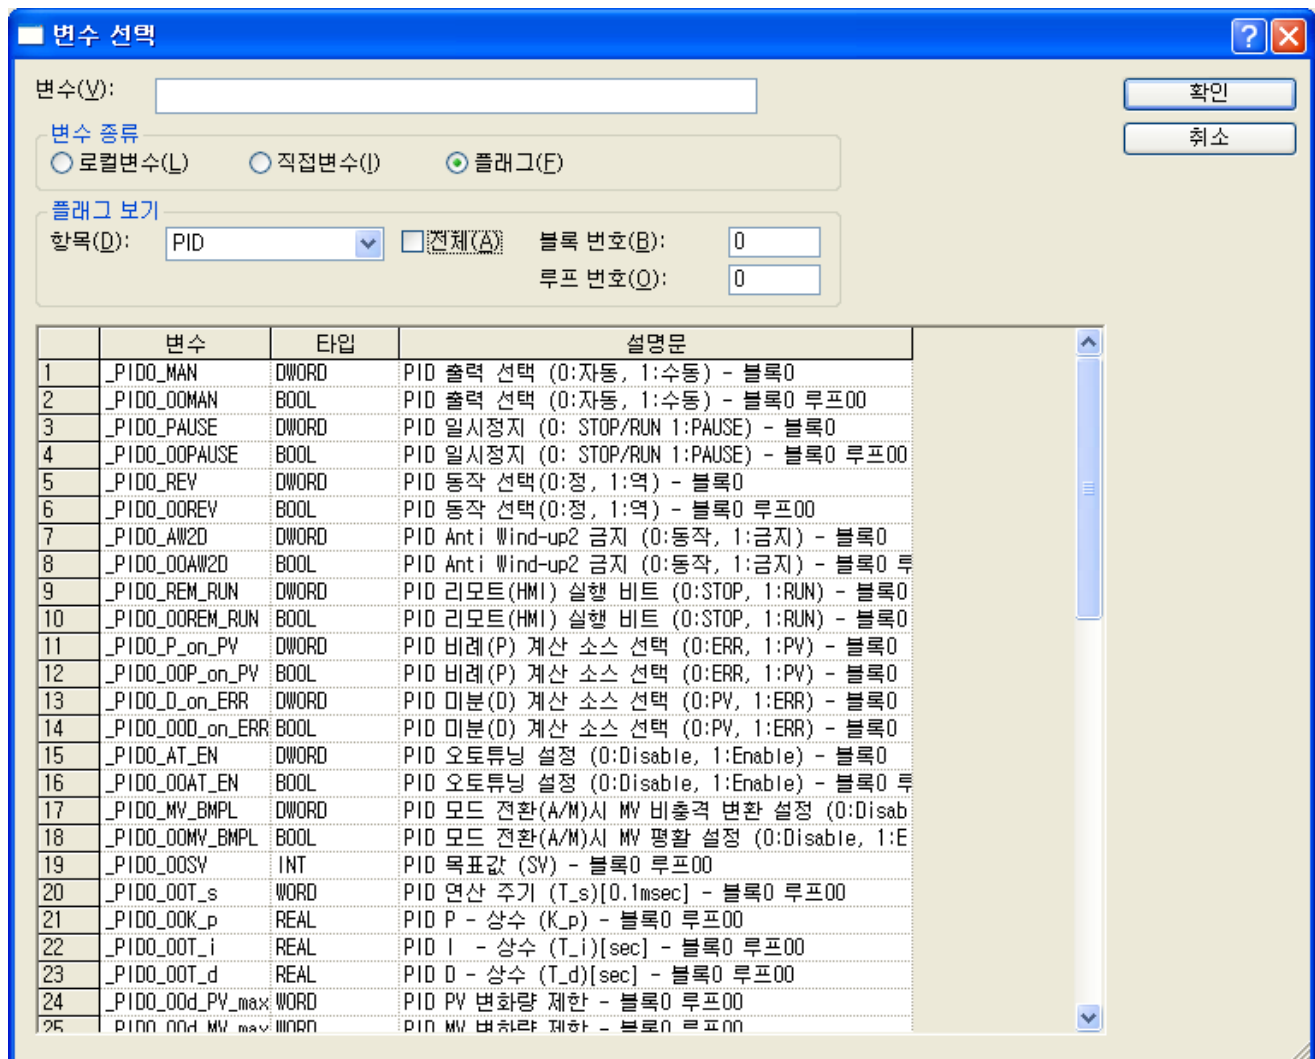 변수 선택
변수(V):
확인
변수 종류
취소
로컬변수(L) 직접변수(I) 플래그(F)
플래그 보기
항목(D): PID 전체(A) 블록 번호(B): 0
루프 번호(O): 0
변수 타입 설명문
1 _PID0_MAN DWORD PID 출력 선택 (0:자동, 1:수동) - 블록0
2 _PID0_00MAN BOOL PID 출력 선택 (0:자동, 1:수동) - 블록0 루프00
3 _PID0_PAUSE DWORD PID 일시정지 (0: STOP/RUN 1:PAUSE) - 블록0
4 _PID0_00PAUSE BOOL PID 일시정지 (0: STOP/RUN 1:PAUSE) - 블록0 루프00
5 _PID0_REV DWORD PID 동작 선택(0:정, 1:역) - 블록0
6 _PID0_00REV BOOL PID 동작 선택(0:정, 1:역) - 블록0 루프00
7 _PID0_AW2D DWORD PID Anti Wind-up2 금지 (0:동작, 1:금지) - 블록0
8 _PID0_00AW2D BOOL PID Anti Wind-up2 금지 (0:동작, 1:금지) - 블록0 루
9 _PID0_REM_RUN DWORD PID 리모트(HMI) 실행 비트 (0:STOP, 1:RUN) - 블록0
10 _PID0_00REM_RUN BOOL PID 리모트(HMI) 실행 비트 (0:STOP, 1:RUN) - 블록0
11 _PID0_P_on_PV DWORD PID 비례(P) 계산 소스 선택 (0:ERR, 1:PV) - 블록0
12 _PID0_00P_on_PV BOOL PID 비례(P) 계산 소스 선택 (0:ERR, 1:PV) - 블록0
13 _PID0_D_on_ERR DWORD PID 미분(D) 계산 소스 선택 (0:PV, 1:ERR) - 블록0
14 _PID0_00D_on_ERR BOOL PID 미분(D) 계산 소스 선택 (0:PV, 1:ERR) - 블록0
15 _PID0_AT_EN DWORD PID 오토튜닝 설정 (0:Disable, 1:Enable) - 블록0
16 _PID0_00AT_EN BOOL PID 오토튜닝 설정 (0:Disable, 1:Enable) - 블록0 루
17 _PID0_MV_BMPL DWORD PID 모드 전환(A/M)시 MV 비충격 변환 설정 (0:Disab
18 _PID0_00MV_BMPL BOOL PID 모드 전환(A/M)시 MV 평활 설정 (0:Disable, 1:E
19 _PID0_00SV INT PID 목표값 (SV) - 블록0 루프00
20 _PID0_00T_s WORD PID 연산 주기 (T_s)[0.1msec] - 블록0 루프00
21 _PID0_00K_p REAL PID P - 상수 (K_p) - 블록0 루프00
22 _PID0_00T_i REAL PID I - 상수 (T_i)[sec] - 블록0 루프00
23 _PID0_00T_d REAL PID D - 상수 (T_d)[sec] - 블록0 루프00
24 _PID0_00d_PV_max WORD PID PV 변화량 제한 - 블록0 루프00
25 _PID0_00d_MV_max WORD PID MV 변화량 제한 - 블록0 루프00